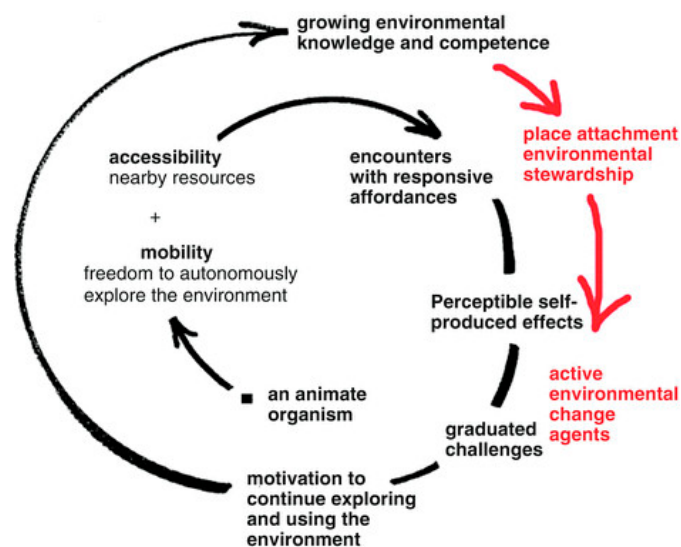 growing environmental
knowledge and competence
place attachment
environmental
stewardship
accessibility
nearby resources
+
mobility
freedom to autonomously
explore the environment
encounters
with responsive
affordances
Perceptible self-
produced effects
active
environmental
change
agents
an animate
organism
graduated
challenges
motivation to
continue exploring
and using the
environment